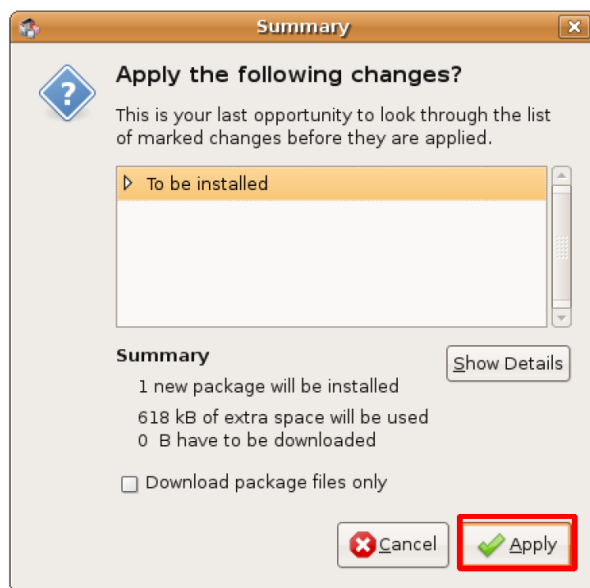 Summary
Apply the following changes?
This is your last opportunity to look through the list
of marked changes before they are applied.
To be installed
Summary
Show Details
1 new package will be installed
618 kB of extra space will be used
0 B have to be downloaded
Download package files only
Cancel
Apply